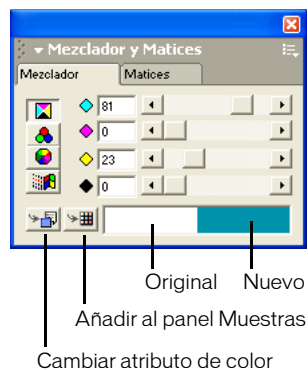 Mezclador y Matices
Mezclador Matices
81
0
23
0
Original Nuevo
Añadir al panel Muestras
Cambiar atributo de color